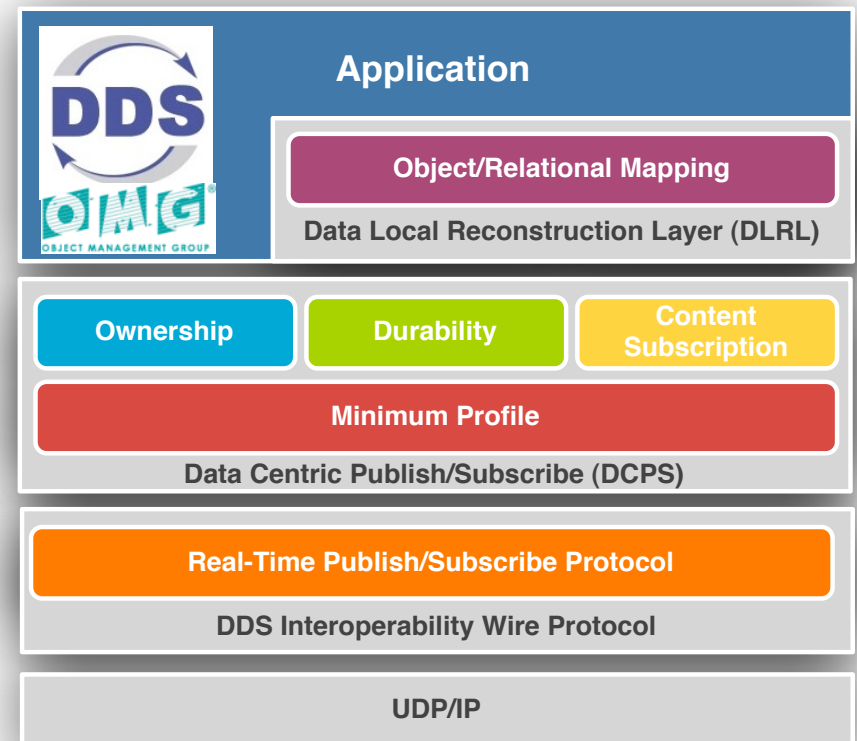 DDS
OMG®
OBJECT MANAGEMENT GROUP
Application
Object/Relational Mapping
Data Local Reconstruction Layer (DLRL)
Ownership
Durability
Content
Subscription
Minimum Profile
Data Centric Publish/Subscribe (DCPS)
Real-Time Publish/Subscribe Protocol
DDS Interoperability Wire Protocol
UDP/IP